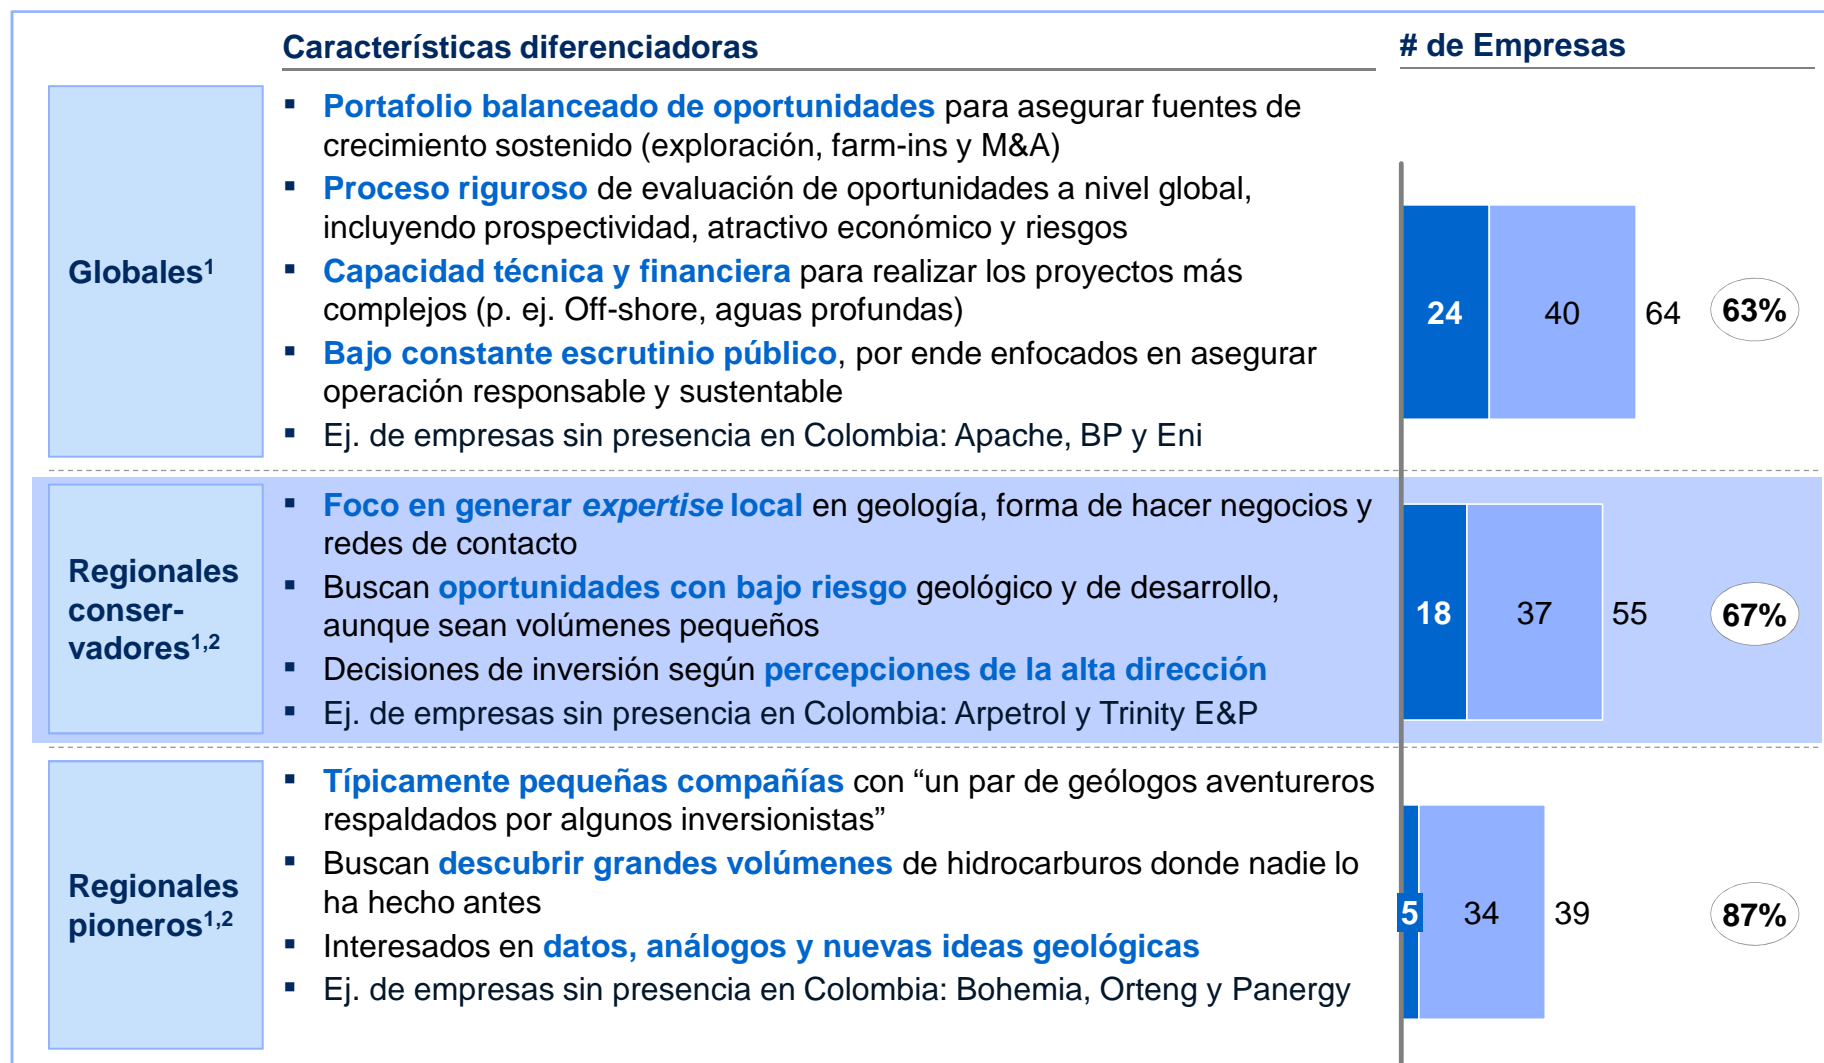 Características diferenciadoras
# de Empresas
Globales1
▪ Portafolio balanceado de oportunidades para asegurar fuentes de
crecimiento sostenido (exploración, farm-ins y M&A)
▪ Proceso riguroso de evaluación de oportunidades a nivel global,
incluyendo prospectividad, atractivo económico y riesgos
▪ Capacidad técnica y financiera para realizar los proyectos más
complejos (p. ej. Off-shore, aguas profundas)
▪ Bajo constante escrutinio público, por ende enfocados en asegurar
operación responsable y sustentable
▪ Ej. de empresas sin presencia en Colombia: Apache, BP y Eni
24 40 64 63%
Regionales
conser-
vadores1,2
▪ Foco en generar expertise local en geología, forma de hacer negocios y
redes de contacto
▪ Buscan oportunidades con bajo riesgo geológico y de desarrollo,
aunque sean volúmenes pequeños
▪ Decisiones de inversión según percepciones de la alta dirección
▪ Ej. de empresas sin presencia en Colombia: Arpetrol y Trinity E&P
18 37 55 67%
Regionales
pioneros1,2
▪ Típicamente pequeñas compañías con “un par de geólogos aventureros
respaldados por algunos inversionistas”
▪ Buscan descubrir grandes volúmenes de hidrocarburos donde nadie lo
ha hecho antes
▪ Interesados en datos, análogos y nuevas ideas geológicas
▪ Ej. de empresas sin presencia en Colombia: Bohemia, Orteng y Panergy
5 34 39 87%